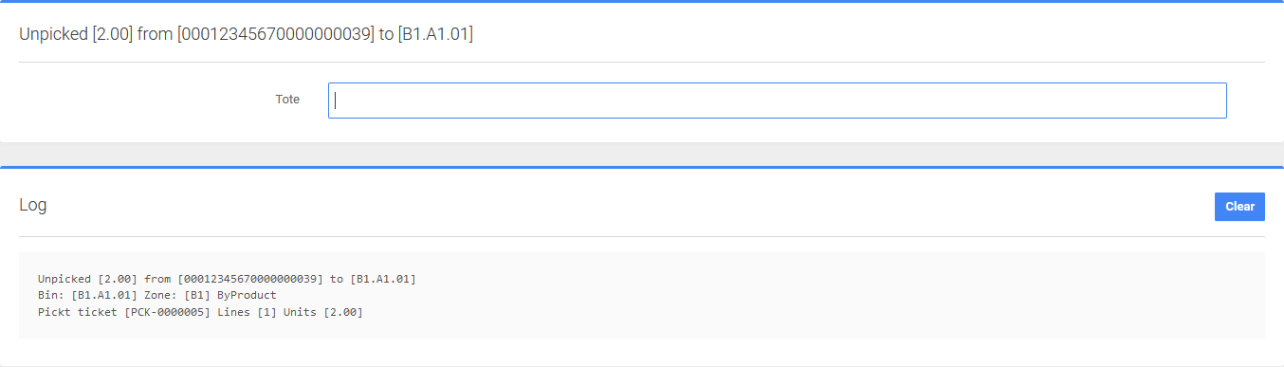 Unpicked [2.00] from [00012345670000000039] to [B1.A1.01]
Tote
Log
Clear
Unpicked [2.00] from [00012345670000000039] to [B1.A1.01]
Bin: [B1.A1.01] Zone: [B1] ByProduct
Pickt ticket [PCK-0000005] Lines [1] Units [2.00]